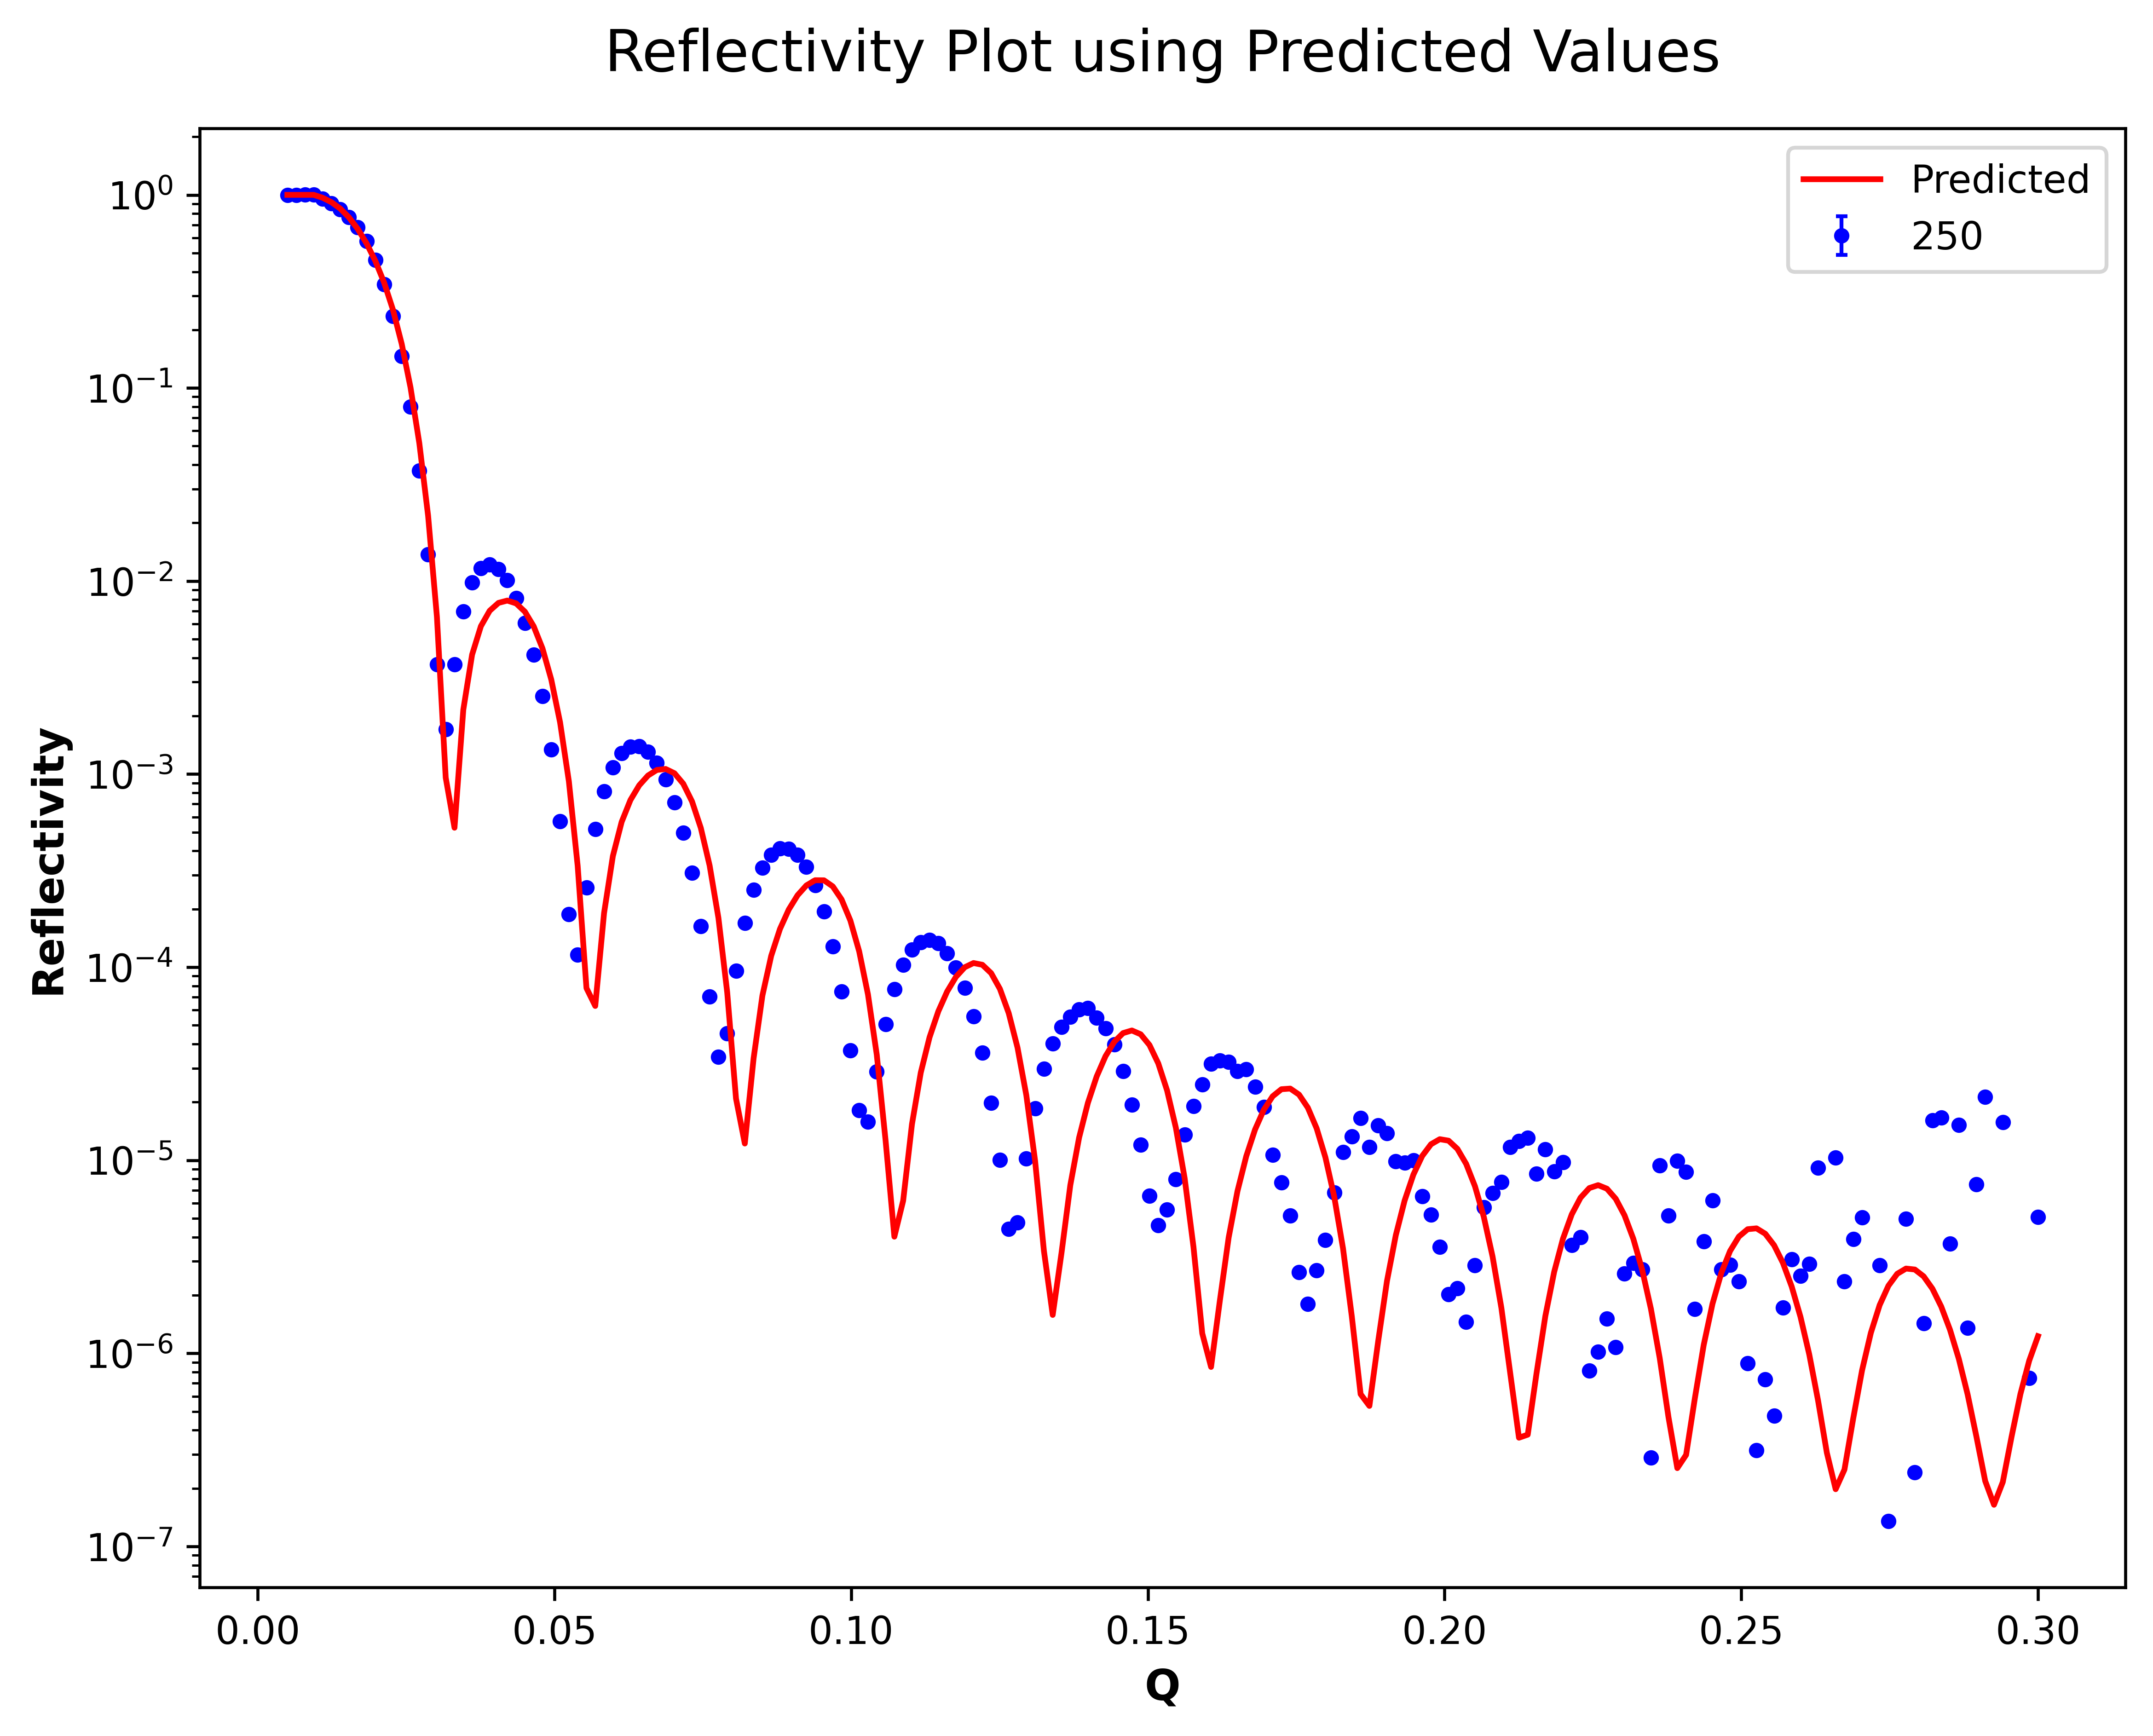 Reflectivity Plot using Predicted Values
Predicted
250
10⁰
10⁻¹
10⁻²
10⁻³
10⁻⁴
10⁻⁵
10⁻⁶
10⁻⁷
Reflectivity
0.00 0.05 0.10 0.15 0.20 0.25 0.30
Q